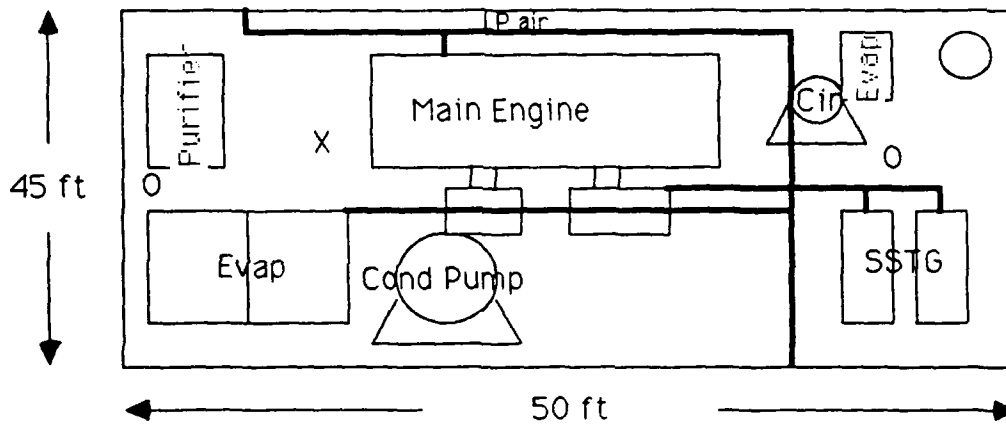 LP air
Purifier
Main Engine
Cir
Evap
X
O
O
45 ft
Evap
Cond Pump
SSTG
50 ft